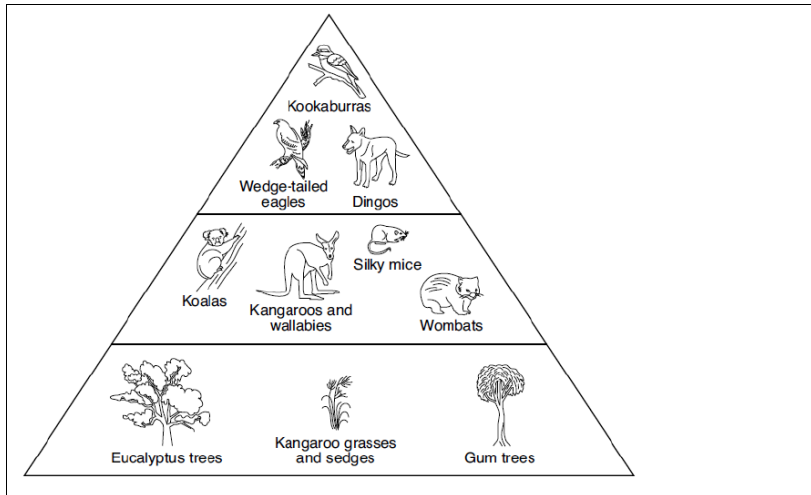 Kookaburras
Wedge-tailed
eagles
Dingos
Koalas
Kangaroos and
wallabies
Silky mice
Wombats
Eucalyptus trees
Kangaroo grasses
and sedges
Gum trees